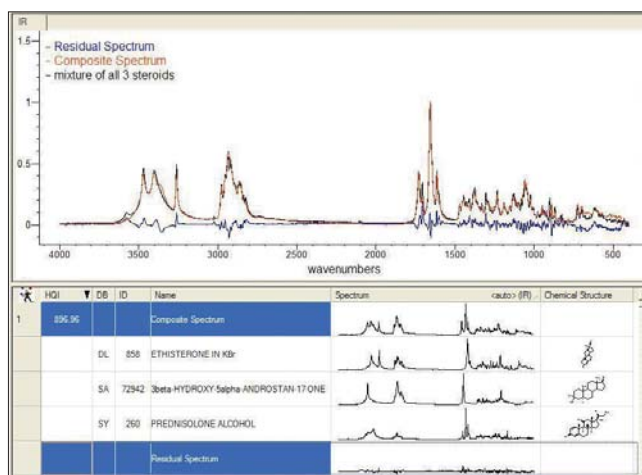 IR
1.5
– Residual Spectrum
– Composite Spectrum
– mixture of all 3 steroids
1
0.5
0
4000 3500 3000 2500 2000 1500 1000 500
wavenumbers
HQI DB ID Name Spectrum <auto> (IR) Chemical Structure
1 896.96 Composite Spectrum
DL 858 ETHISTERONE IN KBr
SA 72942 3beta-HYDROXY-5alpha-ANDROSTAN-17-ONE
SY 260 PREDNISOLONE ALCOHOL
Residual Spectrum